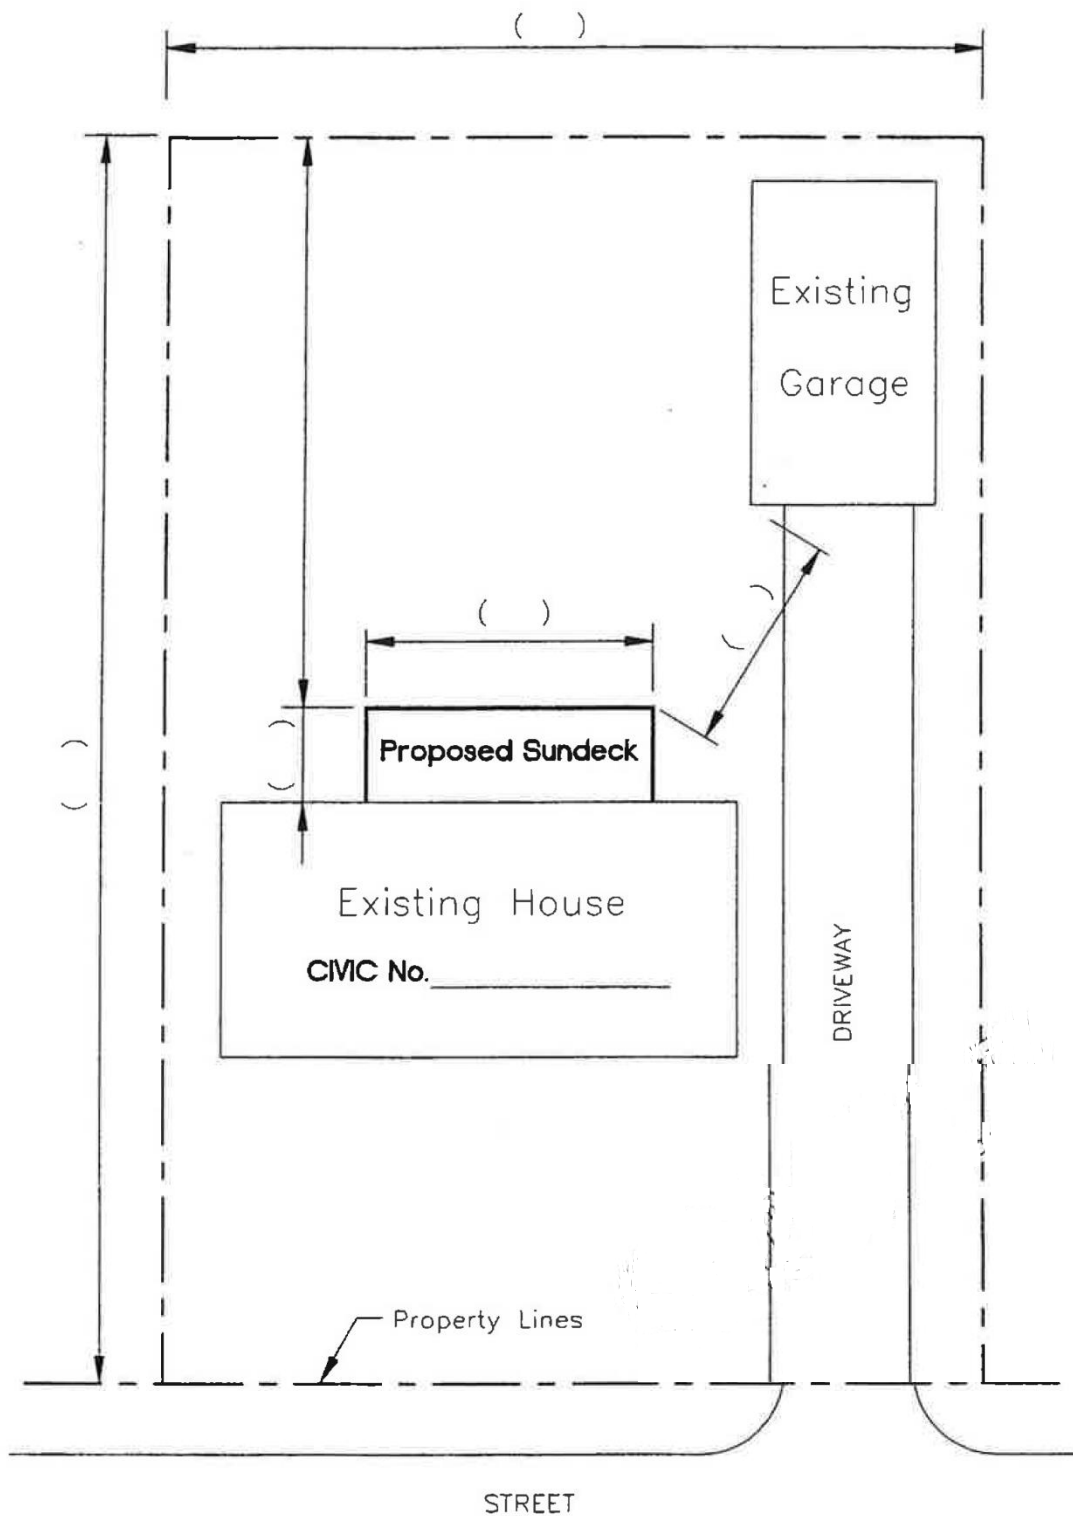 (    )
Existing
Garage
(    )
(    )
(    )
Proposed Sundeck
(    )
Existing House
CIVIC No.
DRIVEWAY
Property Lines
STREET